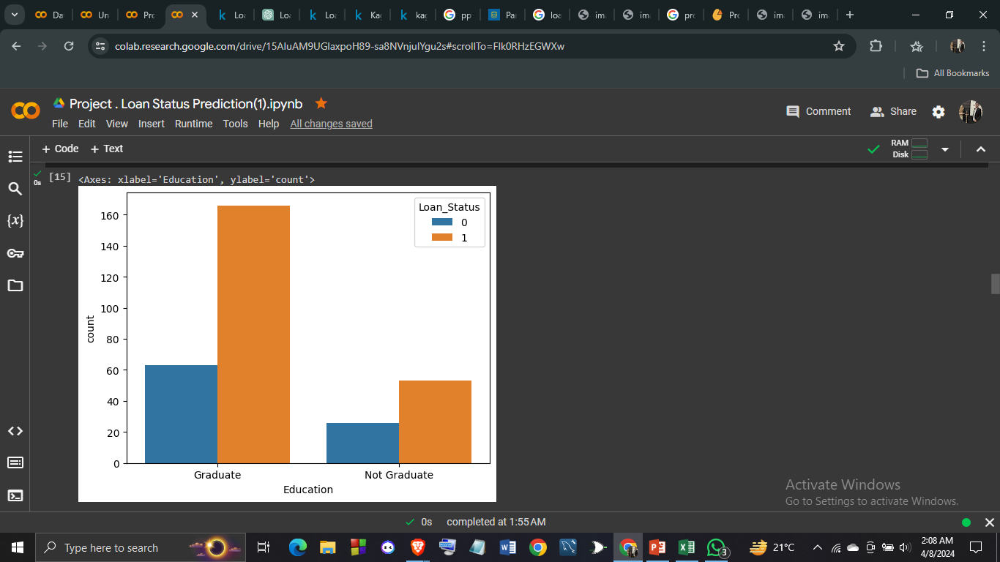 Da
Un
Pro
Loa
Loa
Loa
Ka
ka
pp
Pa
loa
im
im
pro
Pro
im
im
colab.research.google.com/drive/15AIuAM9UGlaxpoH89-sa8NVnjulYgu2s#scrollTo=Flk0RHzEGWXw
All Bookmarks
Project . Loan Status Prediction(1).ipynb
Comment
Share
File Edit View Insert Runtime Tools Help All changes saved
+ Code + Text
RAM
Disk
0s
[15]
<Axes: xlabel='Education', ylabel='count'>
{x}
Loan_Status
0
1
160
140
120
100
80
60
40
20
0
count
Graduate Not Graduate
Education
Activate Windows
Go to Settings to activate Windows.
0s completed at 1:55 AM
Type here to search
3
21°C
2:08 AM
4/8/2024